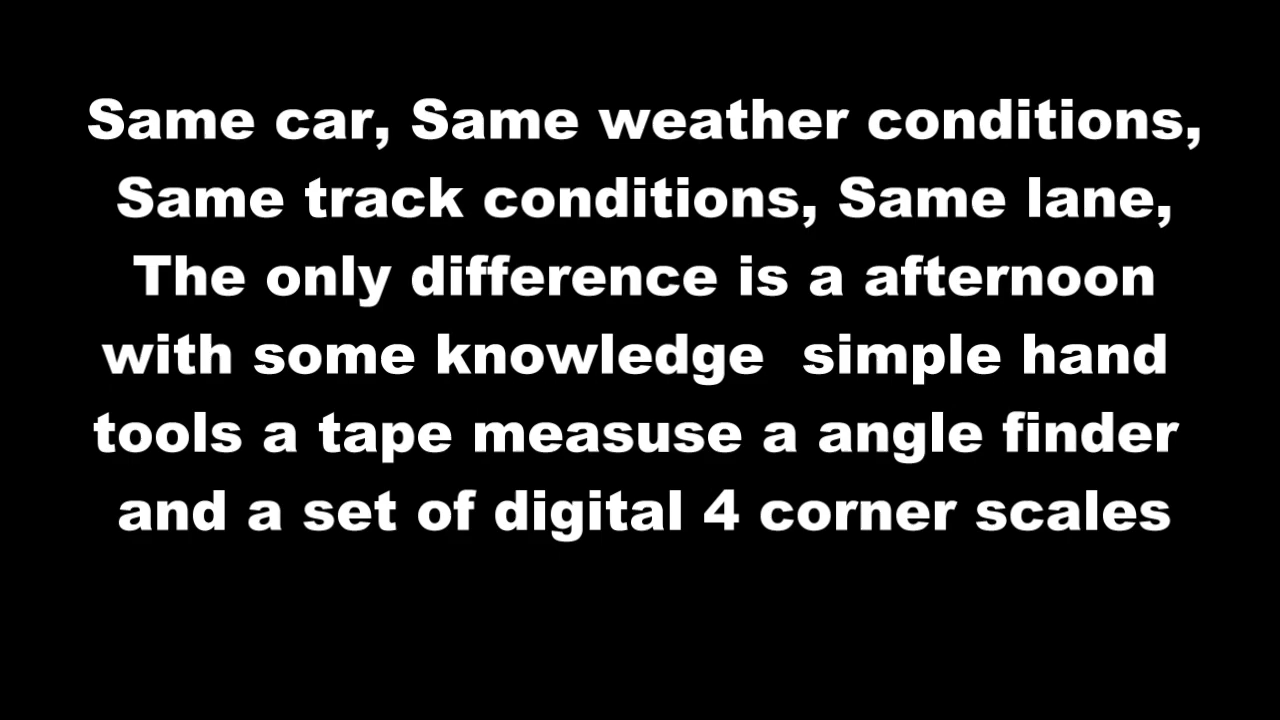 Same car, Same weather conditions,
Same track conditions, Same lane,
The only difference is a afternoon
with some knowledge  simple hand
tools a tape measuse a angle finder
and a set of digital 4 corner scales